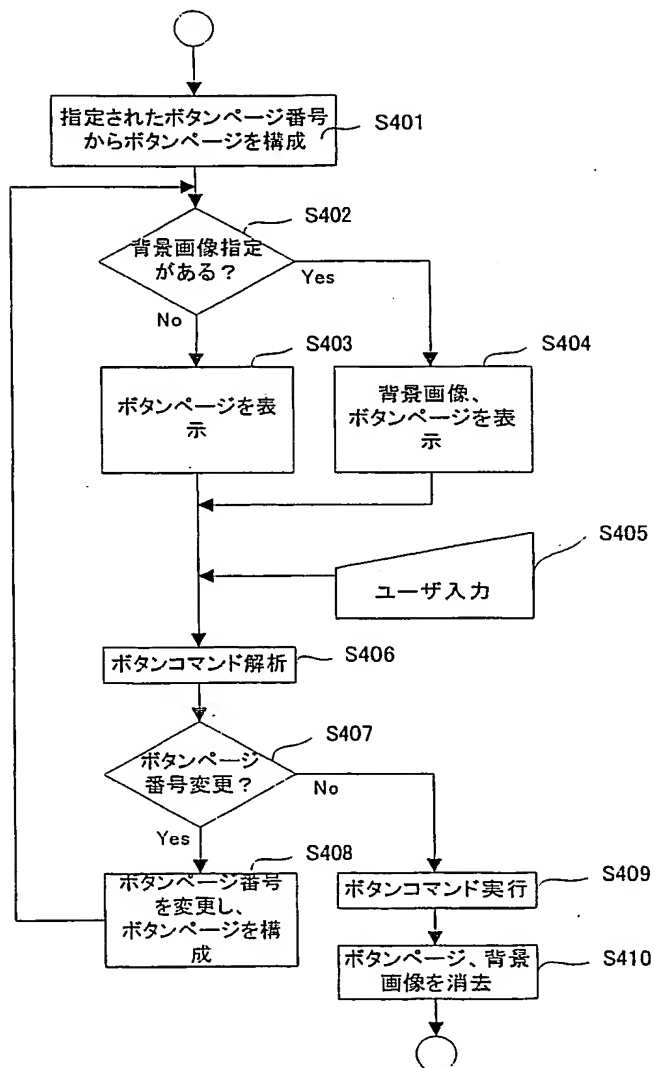 指定されたボタンページ番号
からボタンページを構成
S401
S402
背景画像指定
がある？
Yes
No
S403
S404
ボタンページを表
示
背景画像、
ボタンページを表
示
S405
ユーザ入力
ボタンコマンド解析
S406
S407
ボタンページ
番号変更？
No
Yes
S408
ボタンページ番号
を変更し、
ボタンページを構
成
S409
ボタンコマンド実行
ボタンページ、背景
画像を消去
S410